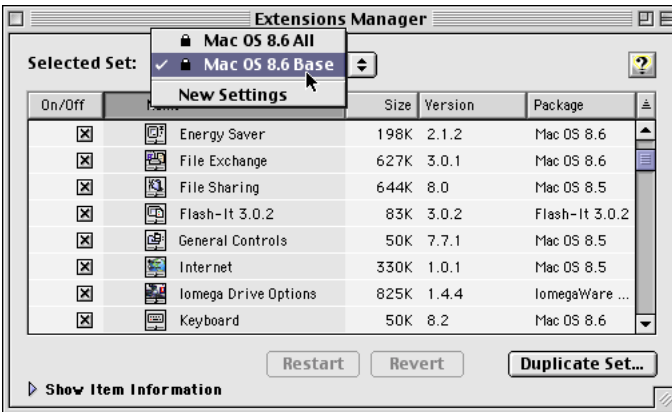 Extensions Manager
Mac OS 8.6 All
Selected Set: Mac OS 8.6 Base
New Settings
On/Off Size Version Package
Energy Saver 198K 2.1.2 Mac OS 8.6
File Exchange 627K 3.0.1 Mac OS 8.6
File Sharing 644K 8.0 Mac OS 8.5
Flash-It 3.0.2 83K 3.0.2 Flash-It 3.0.2
General Controls 50K 7.7.1 Mac OS 8.5
Internet 330K 1.0.1 Mac OS 8.5
Iomega Drive Options 825K 1.4.4 IomegaWare ...
Keyboard 50K 8.2 Mac OS 8.6
Restart Revert Duplicate Set...
Show Item Information